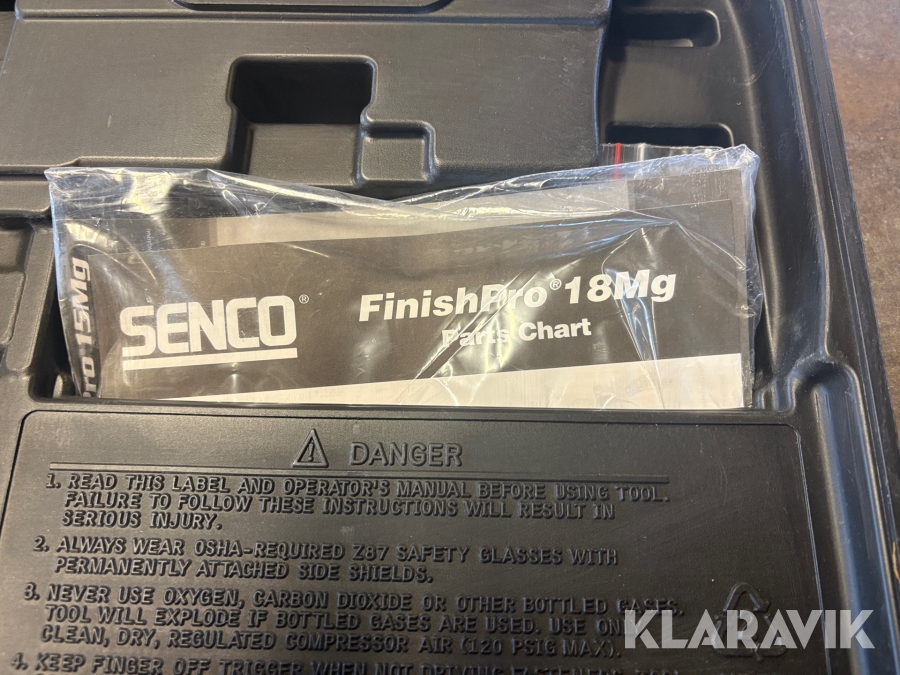 SENCO®
FinishPro® 18Mg
Parts Chart
Pro 15Mg
DANGER
1. READ THIS LABEL AND OPERATOR'S MANUAL BEFORE USING TOOL.
FAILURE TO FOLLOW THESE INSTRUCTIONS WILL RESULT IN
SERIOUS INJURY.
2. ALWAYS WEAR OSHA-REQUIRED Z87 SAFETY GLASSES WITH
PERMANENTLY ATTACHED SIDE SHIELDS.
3. NEVER USE OXYGEN, CARBON DIOXIDE OR OTHER BOTTLED GASES.
TOOL WILL EXPLODE IF BOTTLED GASES ARE USED. USE
CLEAN, DRY, REGULATED COMPRESSOR AIR (120 PSIG MAX).
4. KEEP FINGER OFF TRIGGER WHEN NOT DRIVING FASTENERS.
KLARAVIK